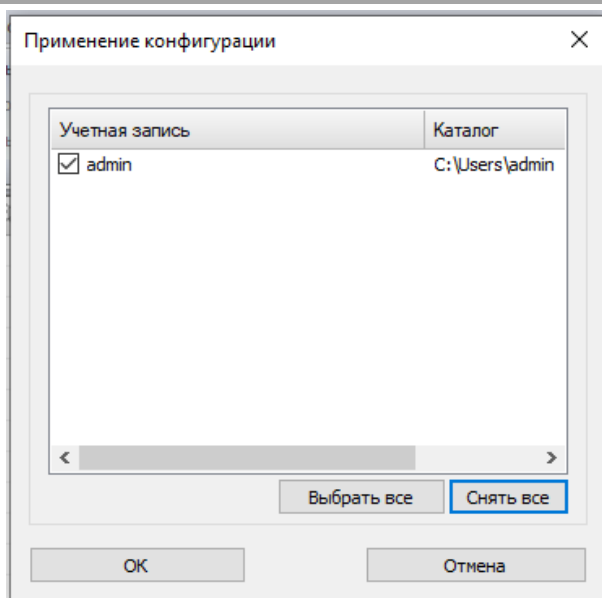 Применение конфигурации
Учетная запись Каталог
admin C:\Users\admin
Выбрать все Снять все
OK Отмена